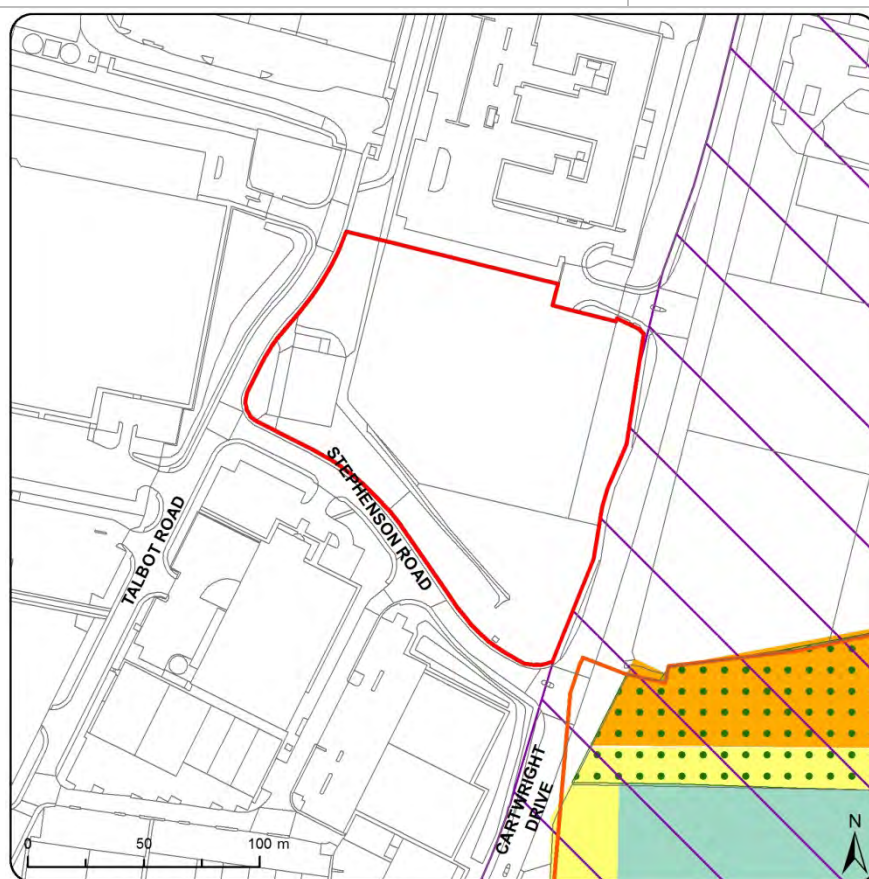 STEPHENSON ROAD
TALBOT ROAD
CARTWRIGHT
DRIVE
N
0 50 100 m